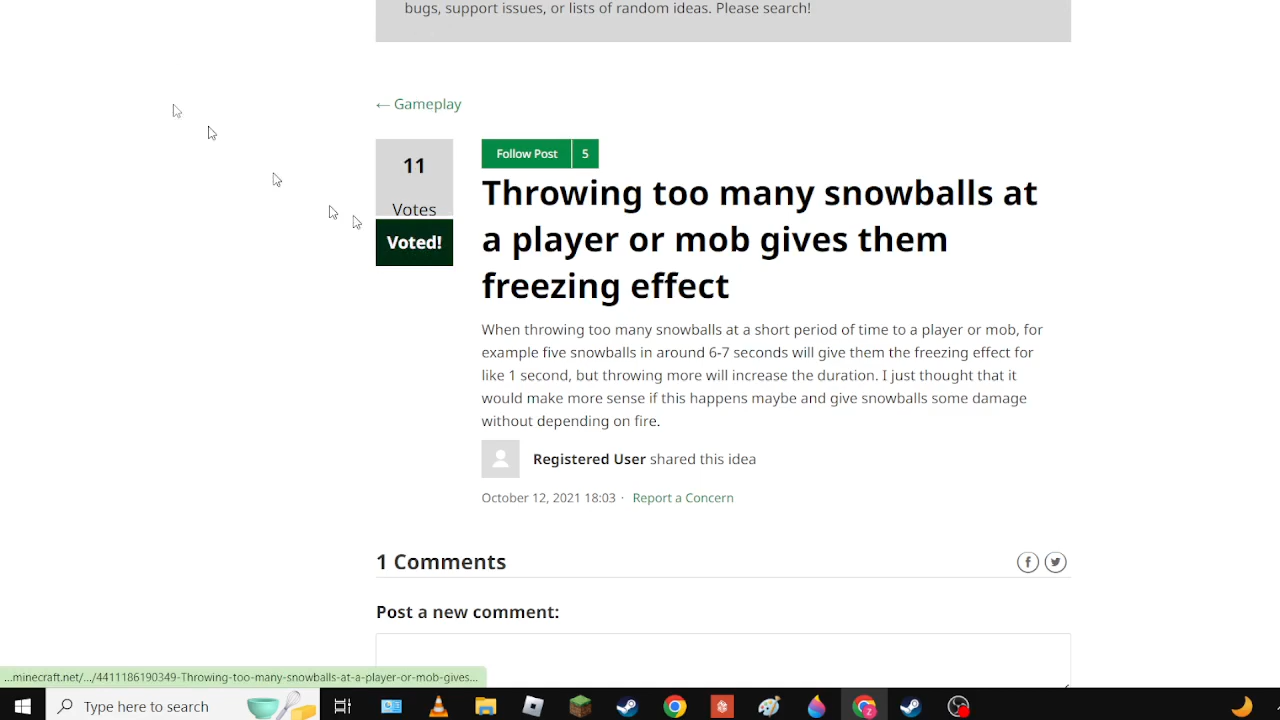 bugs, support issues, or lists of random ideas. Please search!
← Gameplay
11
Votes
Voted!
Follow Post 5
Throwing too many snowballs at
a player or mob gives them
freezing effect
When throwing too many snowballs at a short period of time to a player or mob, for
example five snowballs in around 6-7 seconds will give them the freezing effect for
like 1 second, but throwing more will increase the duration. I just thought that it
would make more sense if this happens maybe and give snowballs some damage
without depending on fire.
Registered User shared this idea
October 12, 2021 18:03 · Report a Concern
1 Comments
Post a new comment:
...minecraft.net/.../4411186190349-Throwing-too-many-snowballs-at-a-player-or-mob-gives...
Type here to search